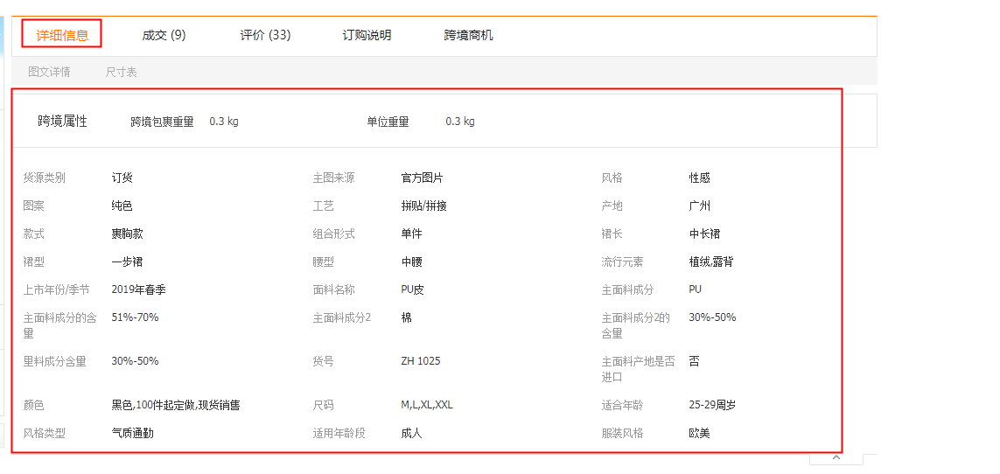 详细信息 成交 (9) 评价 (33) 订购说明 跨境商机
图文详情 尺寸表
跨境属性 跨境包裹重量 0.3 kg 单位重量 0.3 kg
货源类别 订货 主图来源 官方图片 风格 性感
图案 纯色 工艺 拼贴/拼接 产地 广州
款式 裹胸款 组合形式 单件 裙长 中长裙
裙型 一步裙 腰型 中腰 流行元素 植绒,露背
上市年份/季节 2019年春季 面料名称 PU皮 主面料成分 PU
主面料成分的含 51%-70% 主面料成分2 棉 主面料成分2的 30%-50%
量 含量
里料成分含量 30%-50% 货号 ZH 1025 主面料产地是否 否
进口
颜色 黑色,100件起定做,现货销售 尺码 M,L,XL,XXL 适合年龄 25-29周岁
风格类型 气质通勤 适用年龄段 成人 服装风格 欧美